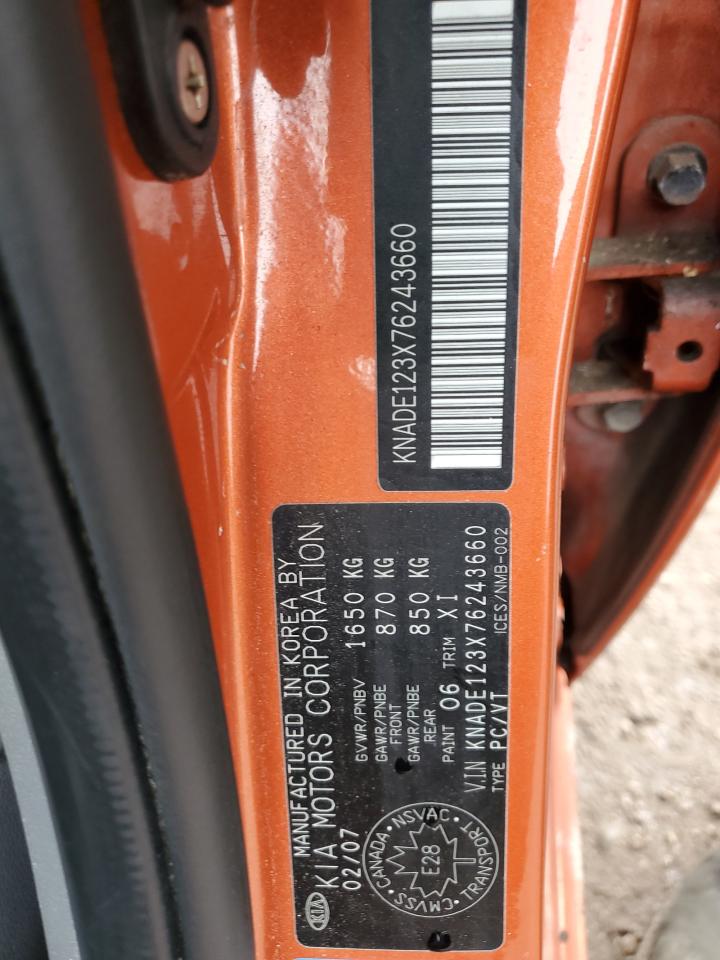 KNADE123X76243660
MANUFACTURED IN KOREA BY
KIA KIA MOTORS CORPORATION
02/07
GVWR/PNBV 1650 KG
GAWR/PNBE FRONT 870 KG
GAWR/PNBE REAR 850 KG
PAINT 06 TRIM XI
VIN KNADE123X76243660
TYPE PC/VT ICES/NMB-002
CMVSS • CANADA • NSVAC • TRANSPORT •
E28